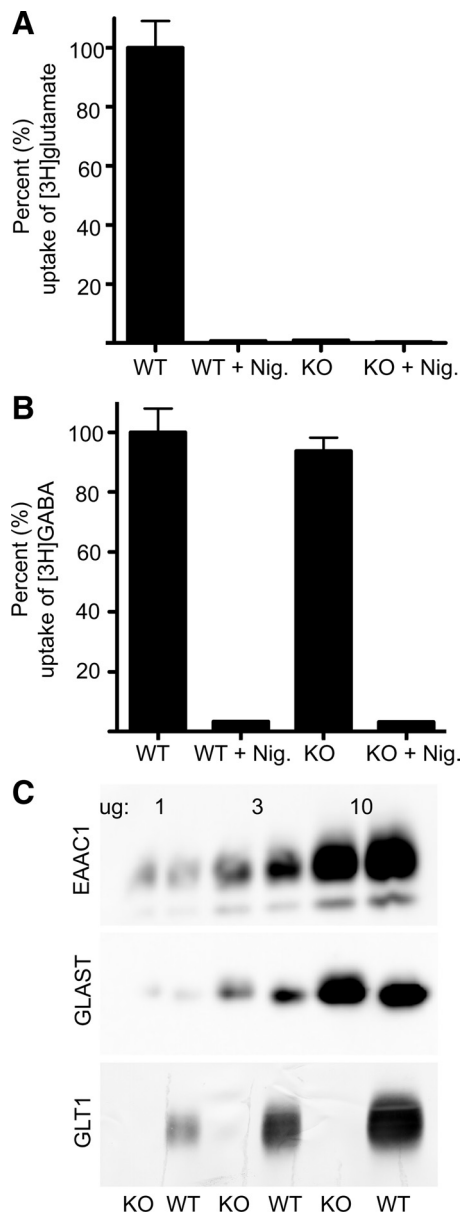 A
Percent (%)
uptake of [3H]glutamate
100
80
60
40
20
WT WT + Nig. KO KO + Nig.
B
Percent (%)
uptake of [3H]GABA
100
80
60
40
20
WT WT + Nig. KO KO + Nig.
C
ug: 1 3 10
EAAC1
GLAST
GLT1
KO WT KO WT KO WT